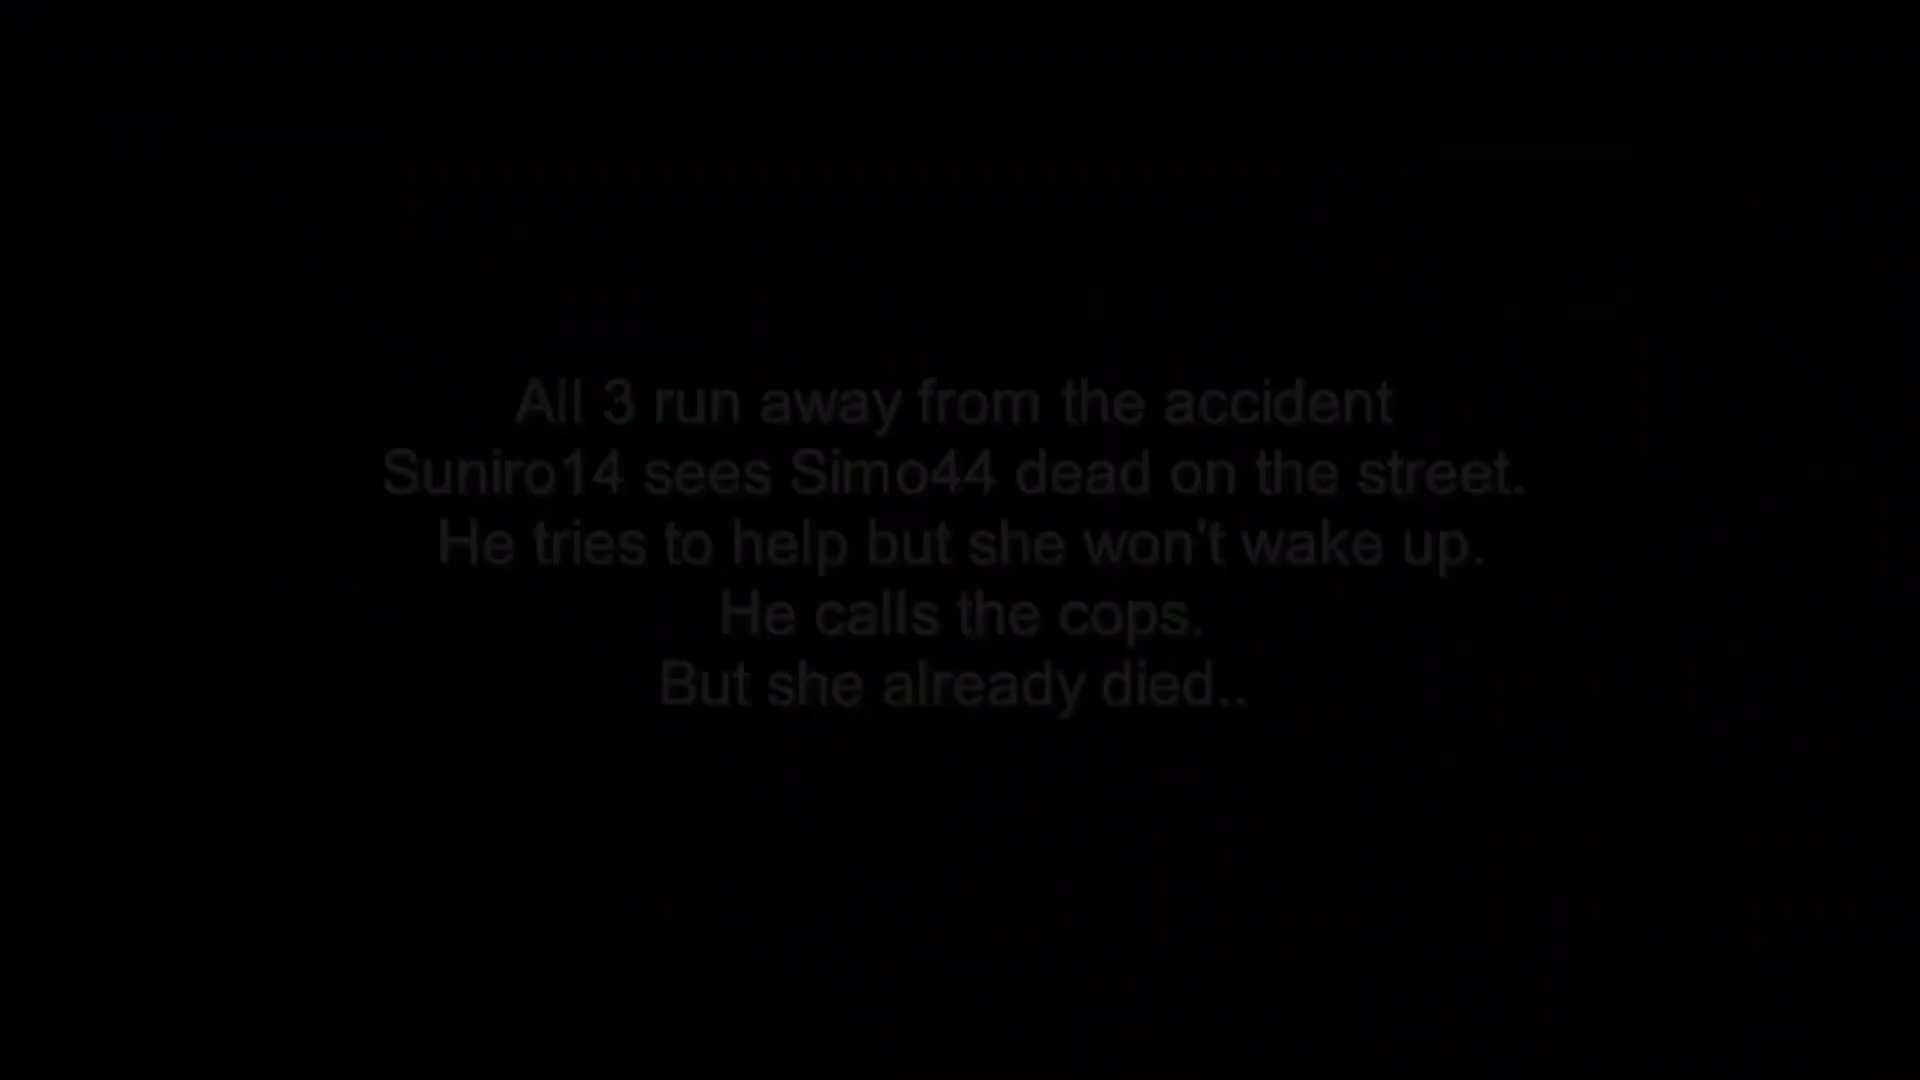 All 3 run away from the accident
Suniro14 sees Simo44 dead on the street.
He tries to help but she won't wake up.
He calls the cops.
But she already died..